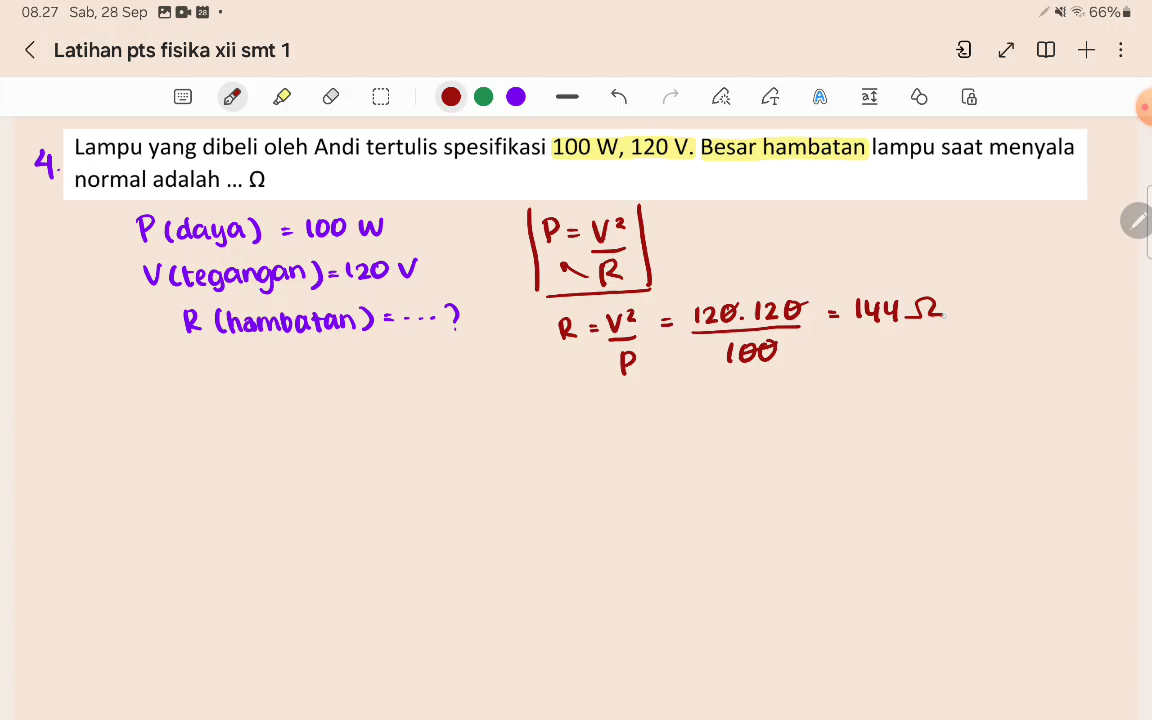 08.27 Sab, 28 Sep 28 66%
Latihan pts fisika xii smt 1
4. Lampu yang dibeli oleh Andi tertulis spesifikasi 100 W, 120 V. Besar hambatan lampu saat menyala
normal adalah ... Ω
P (daya) = 100 W
V (tegangan) = 120 V
R (hambatan) = ... ?
P = V²/R
R = V²/P = 120 . 120/100 = 144 Ω